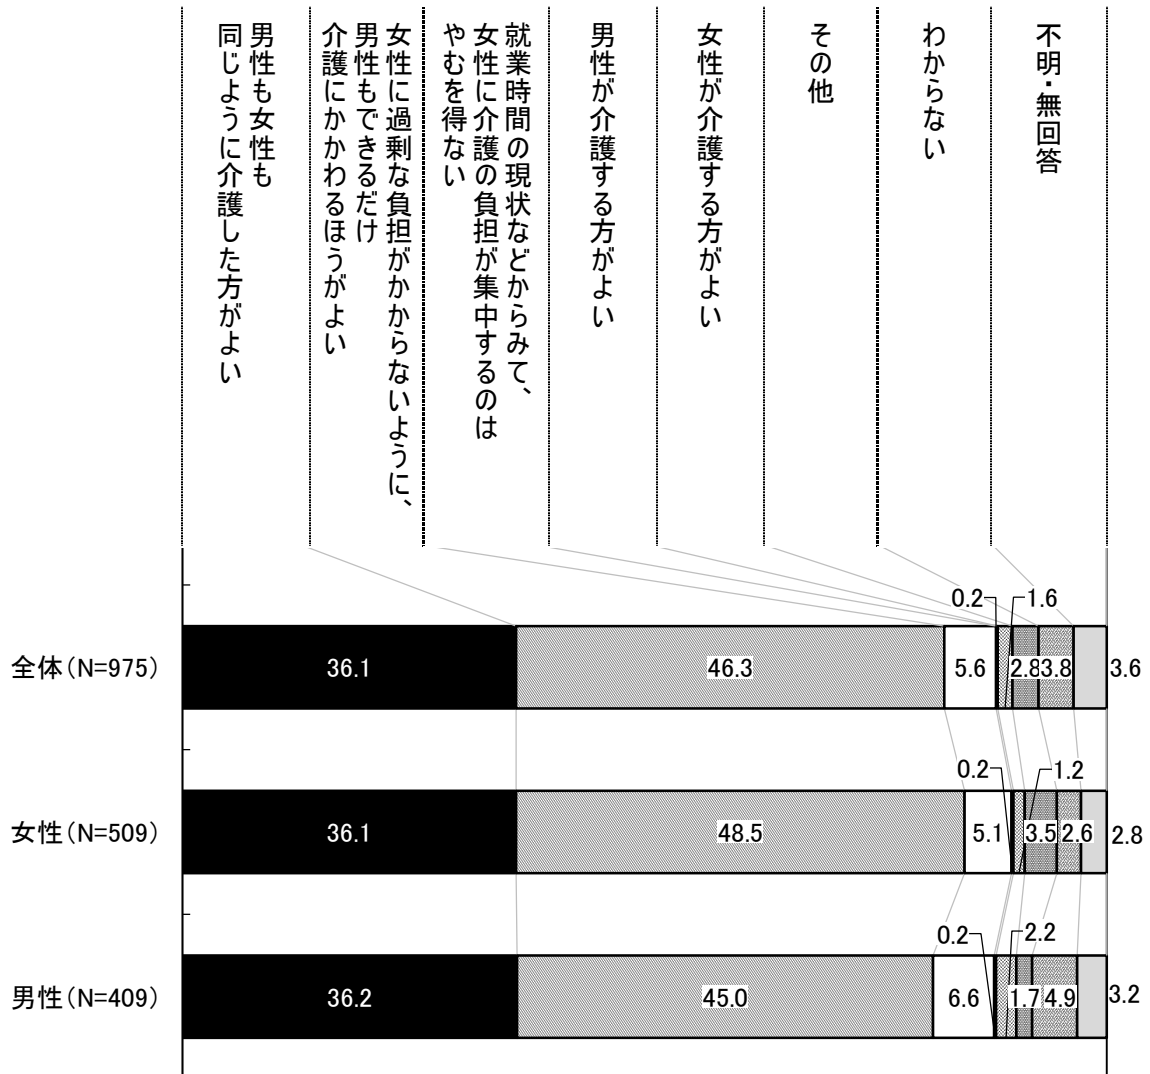 男性も女性も
同じように介護した方がよい
女性に過剰な負担がかからないように、
男性もできるだけ
介護にかかわるほうがよい
就業時間の現状などからみて、
女性に介護の負担が集中するのは
やむを得ない
男性が介護する方がよい
女性が介護する方がよい
その他
わからない
不明・無回答
0.2
1.6
全体(N=975)
36.1
46.3
5.6
2.8
3.8
3.6
0.2
1.2
女性(N=509)
36.1
48.5
5.1
3.5
2.6
2.8
0.2
2.2
男性(N=409)
36.2
45.0
6.6
1.7
4.9
3.2